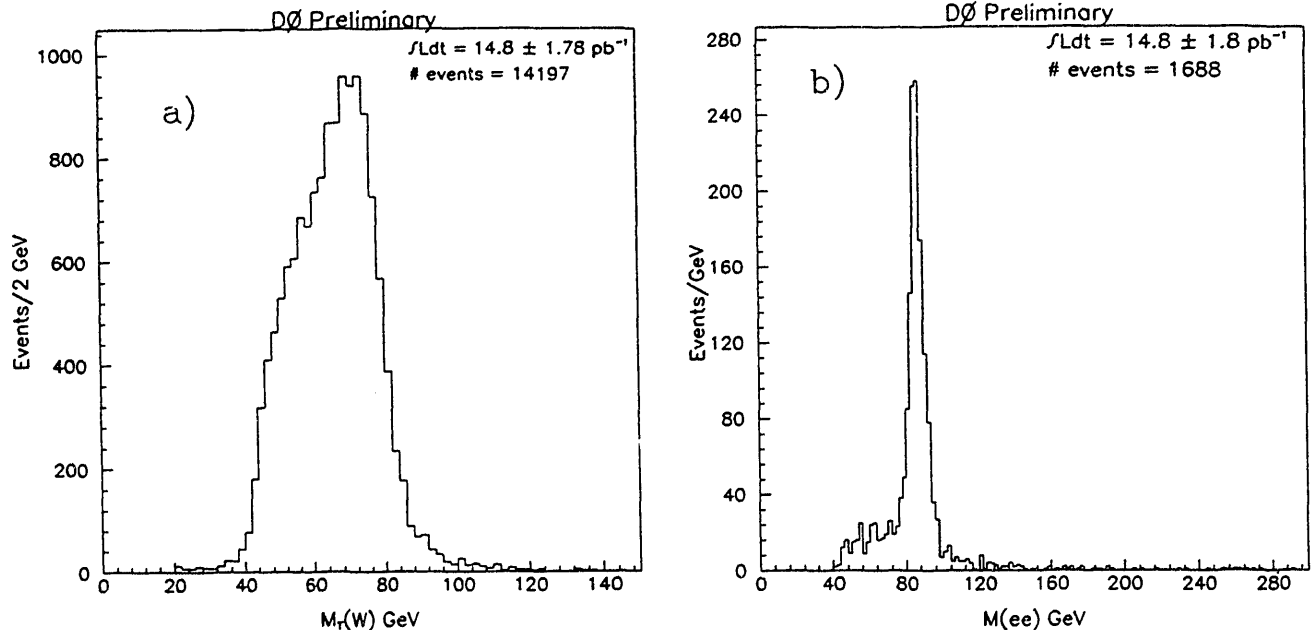 DØ Preliminary
∫Ldt = 14.8 ± 1.78 pb⁻¹
# events = 14197
a)
1000
800
600
400
200
0
Events/2 GeV
0 20 40 60 80 100 120 140
M_T(W) GeV
DØ Preliminary
∫Ldt = 14.8 ± 1.8 pb⁻¹
# events = 1688
b)
280
240
200
160
120
80
40
0
Events/GeV
0 40 80 120 160 200 240 280
M(ee) GeV